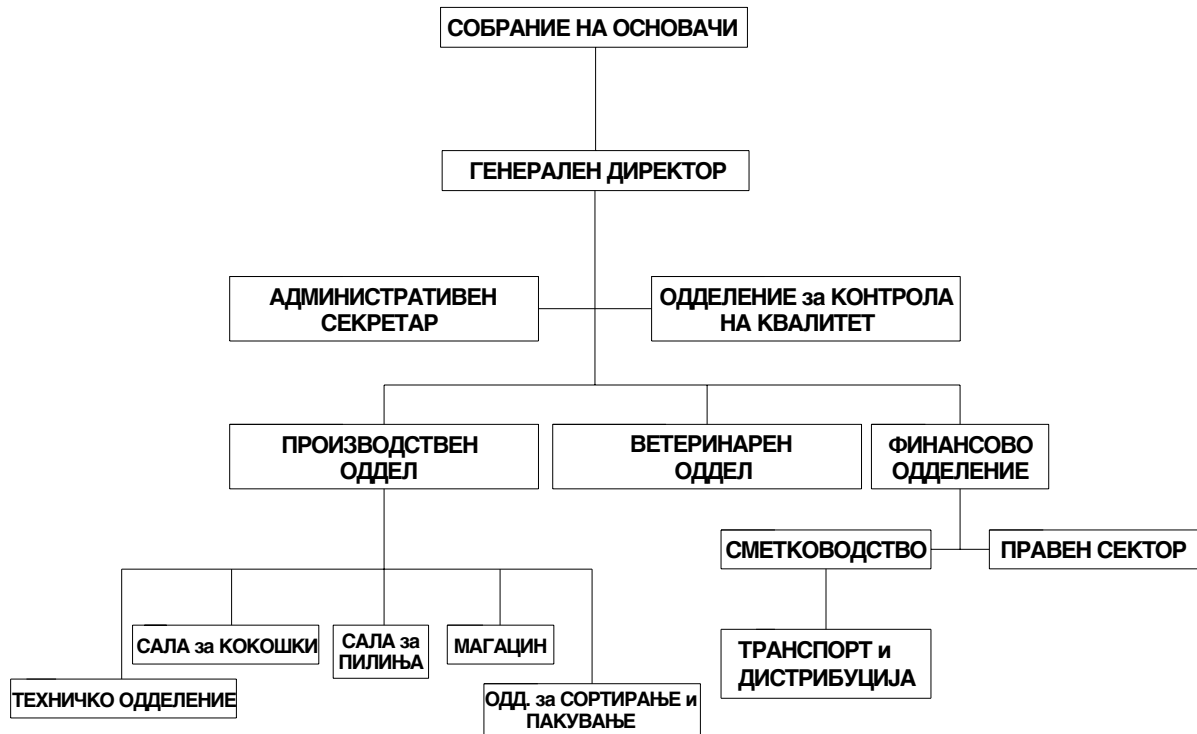 СОБРАНИЕ НА ОСНОВАЧИ
ГЕНЕРАЛЕН ДИРЕКТОР
АДМИНИСТРАТИВЕН
СЕКРЕТАР
ОДДЕЛЕНИЕ за КОНТРОЛА
НА КВАЛИТЕТ
ПРОИЗВОДСТВЕН
ОДДЕЛ
ВЕТЕРИНАРЕН
ОДДЕЛ
ФИНАНСОВО
ОДДЕЛЕНИЕ
СМЕТКОВОДСТВО
ПРАВЕН СЕКТОР
САЛА за КОКОШКИ
САЛА за
ПИЛИЊА
МАГАЦИН
ТРАНСПОРТ и
ДИСТРИБУЦИЈА
ТЕХНИЧКО ОДДЕЛЕНИЕ
ОДД. за СОРТИРАЊЕ и
ПАКУВАЊЕ